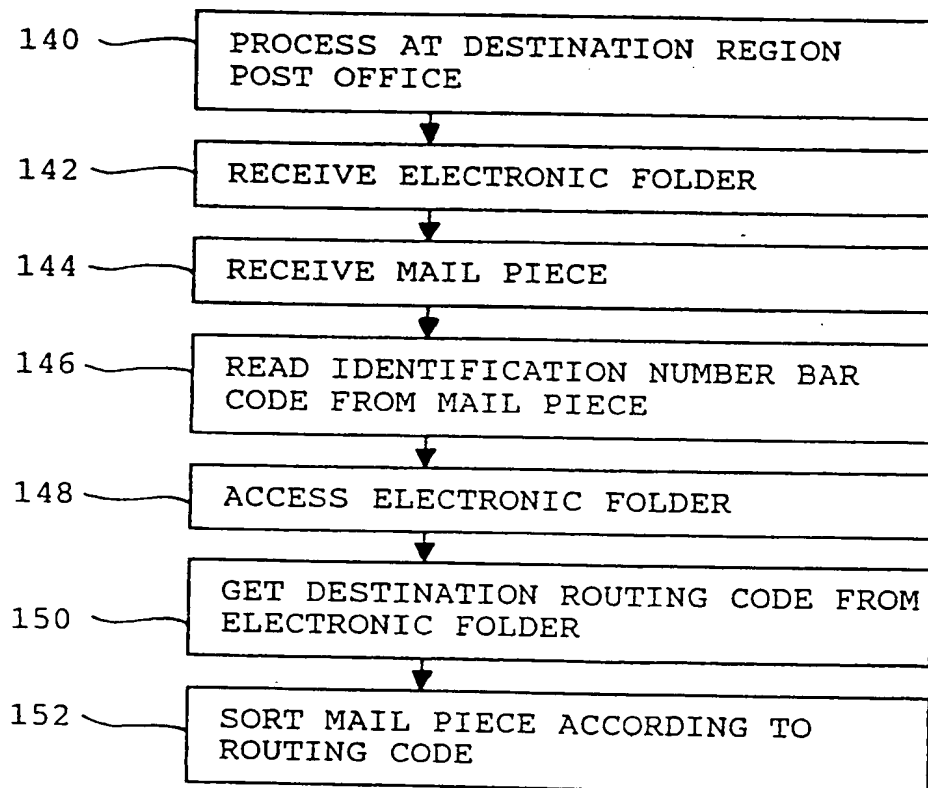 140
PROCESS AT DESTINATION REGION
POST OFFICE
142
RECEIVE ELECTRONIC FOLDER
144
RECEIVE MAIL PIECE
146
READ IDENTIFICATION NUMBER BAR
CODE FROM MAIL PIECE
148
ACCESS ELECTRONIC FOLDER
150
GET DESTINATION ROUTING CODE FROM
ELECTRONIC FOLDER
152
SORT MAIL PIECE ACCORDING TO
ROUTING CODE